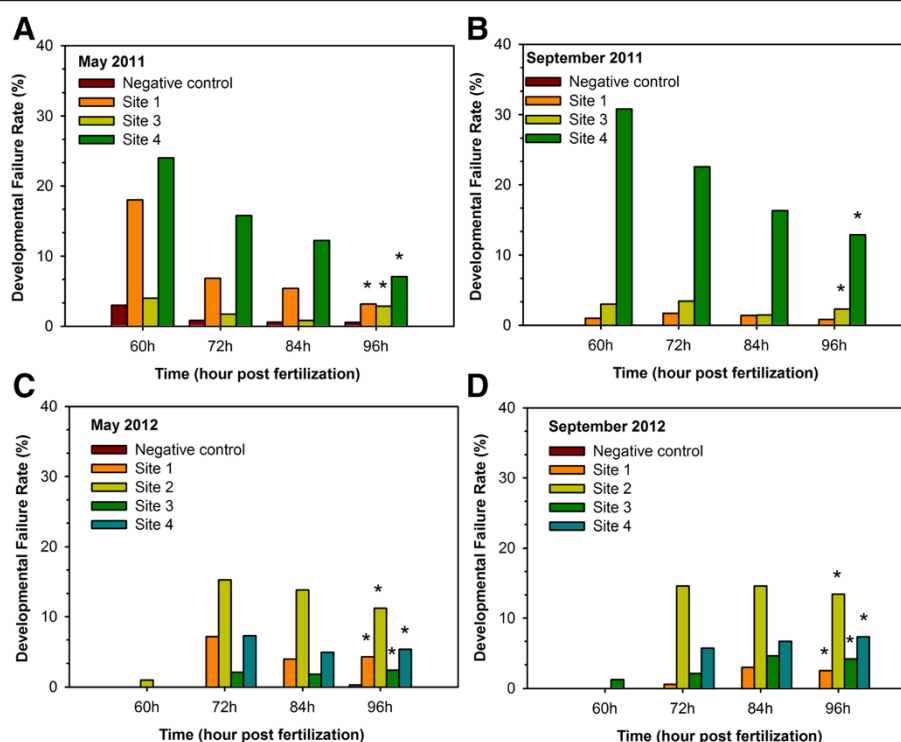 A
May 2011
Negative control
Site 1
Site 3
Site 4
Developmental Failure Rate (%)
40
30
20
10
0
* * *
60h 72h 84h 96h
Time (hour post fertilization)
B
September 2011
Negative control
Site 1
Site 3
Site 4
Developmental Failure Rate (%)
40
30
20
10
0
* *
60h 72h 84h 96h
Time (hour post fertilization)
C
May 2012
Negative control
Site 1
Site 2
Site 3
Site 4
Developmental Failure Rate (%)
40
30
20
10
0
* * * *
60h 72h 84h 96h
Time (hour post fertilization)
D
September 2012
Negative control
Site 1
Site 2
Site 3
Site 4
Developmental Failure Rate (%)
40
30
20
10
0
* * * *
60h 72h 84h 96h
Time (hour post fertilization)